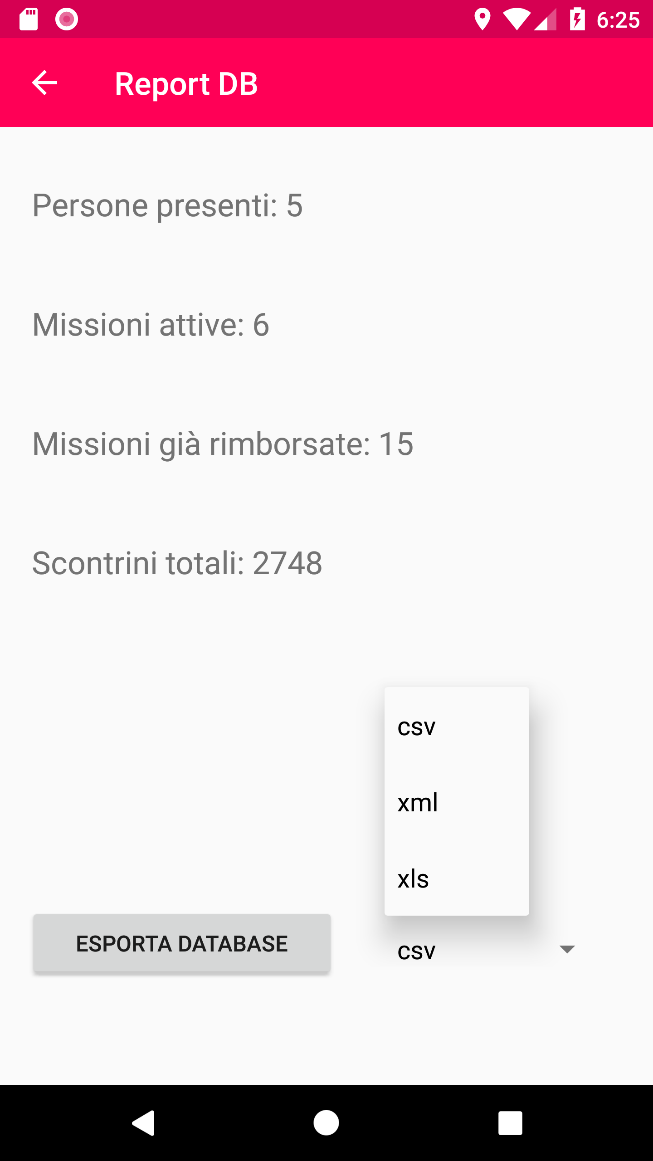 6:25
Report DB
Persone presenti: 5
Missioni attive: 6
Missioni già rimborsate: 15
Scontrini totali: 2748
csv
xml
xls
ESPORTA DATABASE
csv